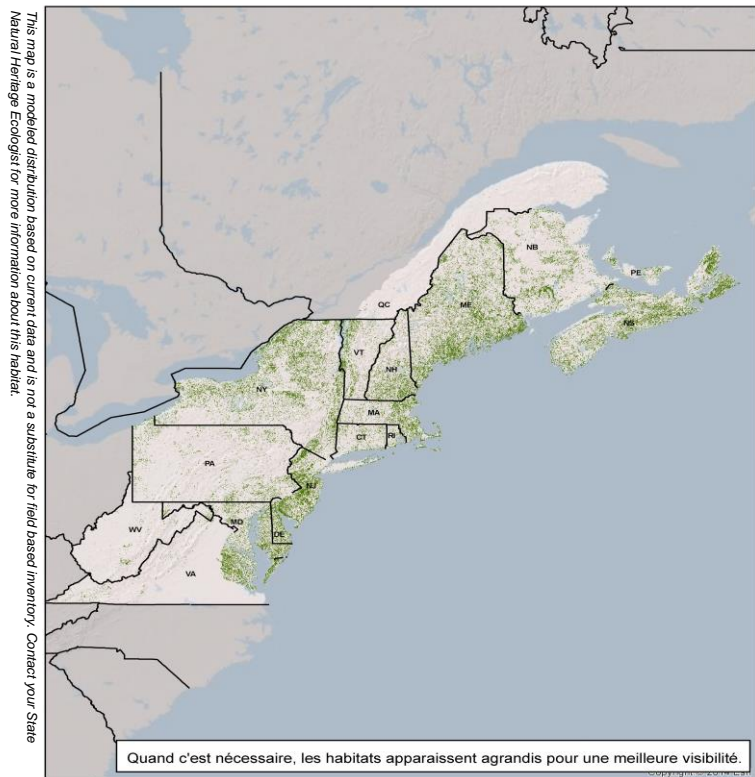 This map is a modeled distribution based on current data and is not a substitute for field based inventory. Contact your State
Natural Heritage Ecologist for more information about this habitat.
NB
PE
QC
ME
NS
VT
NH
NY
MA
CT
RI
PA
NJ
MD
DE
WV
VA
Quand c'est nécessaire, les habitats apparaissent agrandis pour une meilleure visibilité.